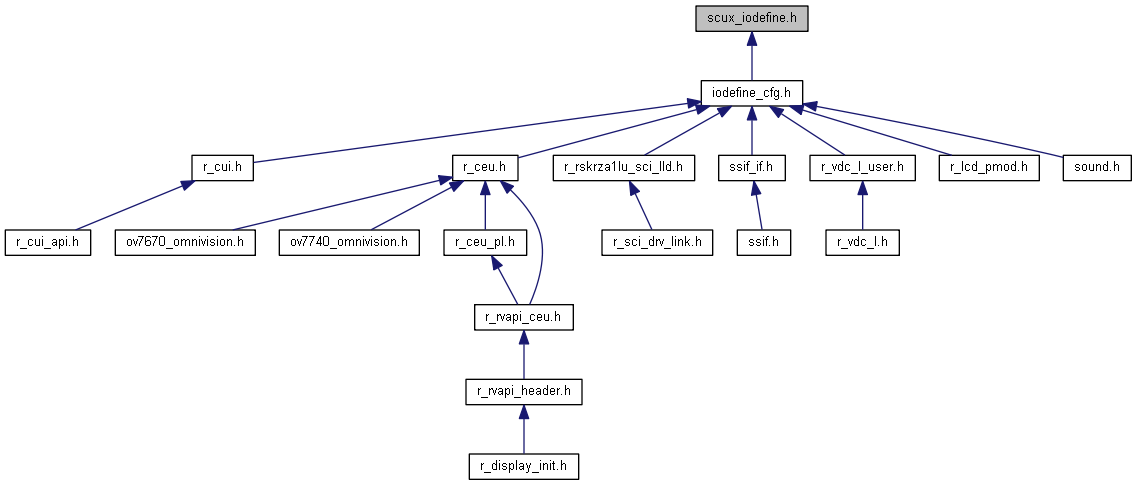 scux_iodefine.h
iodefine_cfg.h
r_cui.h
r_ceu.h
r_rskrza1lu_sci_lld.h
ssif_if.h
r_vdc_l_user.h
r_lcd_pmod.h
sound.h
r_cui_api.h
ov7670_omnivision.h
ov7740_omnivision.h
r_ceu_pl.h
r_sci_drv_link.h
ssif.h
r_vdc_l.h
r_rvapi_ceu.h
r_rvapi_header.h
r_display_init.h